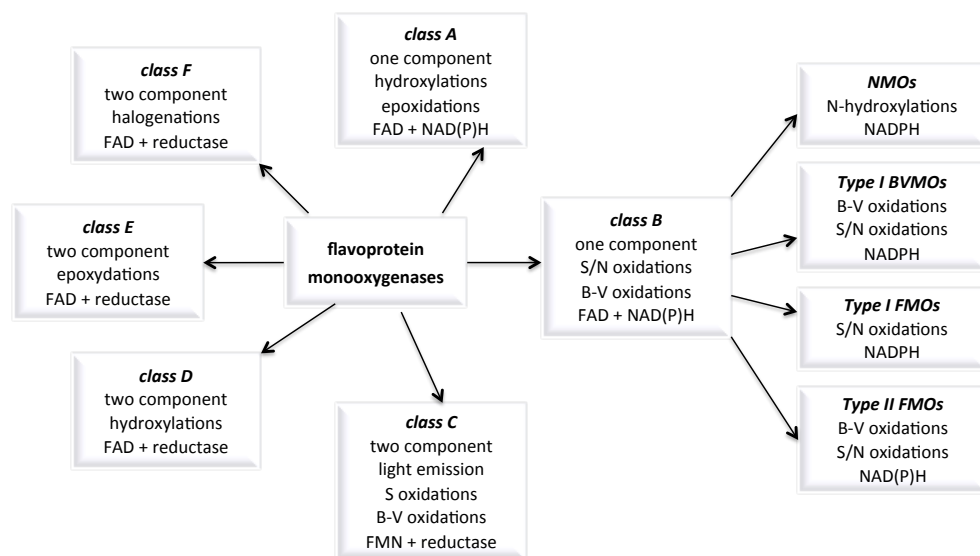 class A
one component
hydroxylations
epoxidations
FAD + NAD(P)H
class F
two component
halogenations
FAD + reductase
NMOs
N-hydroxylations
NADPH
Type I BVMOs
B-V oxidations
S/N oxidations
NADPH
class E
two component
epoxydations
FAD + reductase
flavoprotein
monooxygenases
class B
one component
S/N oxidations
B-V oxidations
FAD + NAD(P)H
Type I FMOs
S/N oxidations
NADPH
class D
two component
hydroxylations
FAD + reductase
class C
two component
light emission
S oxidations
B-V oxidations
FMN + reductase
Type II FMOs
B-V oxidations
S/N oxidations
NAD(P)H